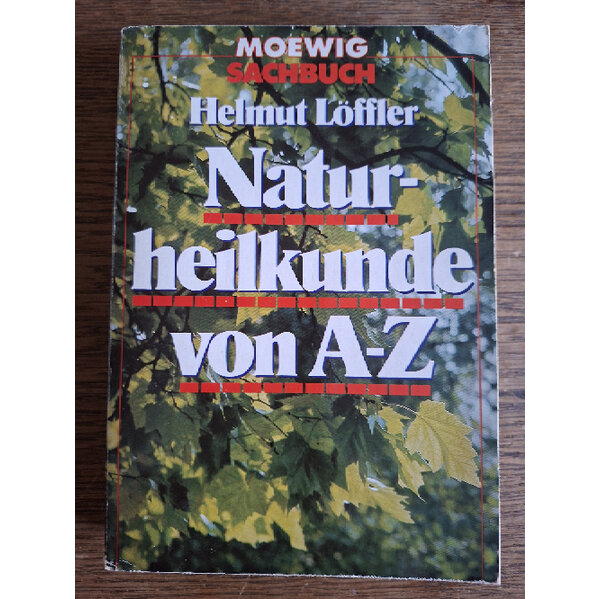 MOEWIG
SACHBUCH
Helmut Löffler
Natur-
heilkunde
von A-Z